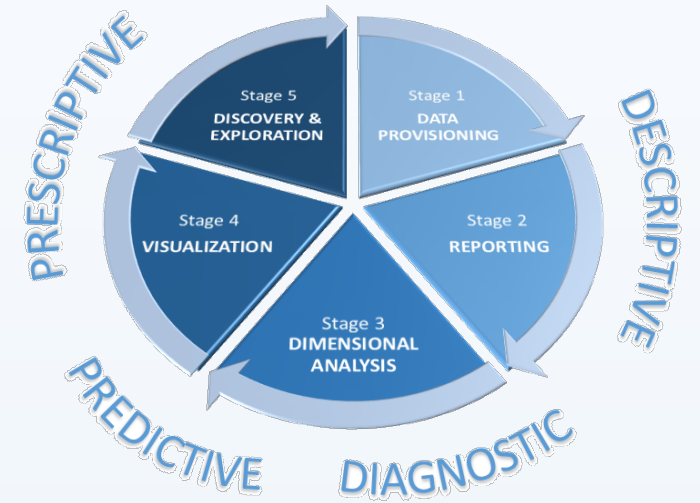 Stage 1
DATA
PROVISIONING
Stage 2
REPORTING
Stage 3
DIMENSIONAL
ANALYSIS
Stage 4
VISUALIZATION
Stage 5
DISCOVERY &
EXPLORATION
DESCRIPTIVE
DIAGNOSTIC
PREDICTIVE
PRESCRIPTIVE